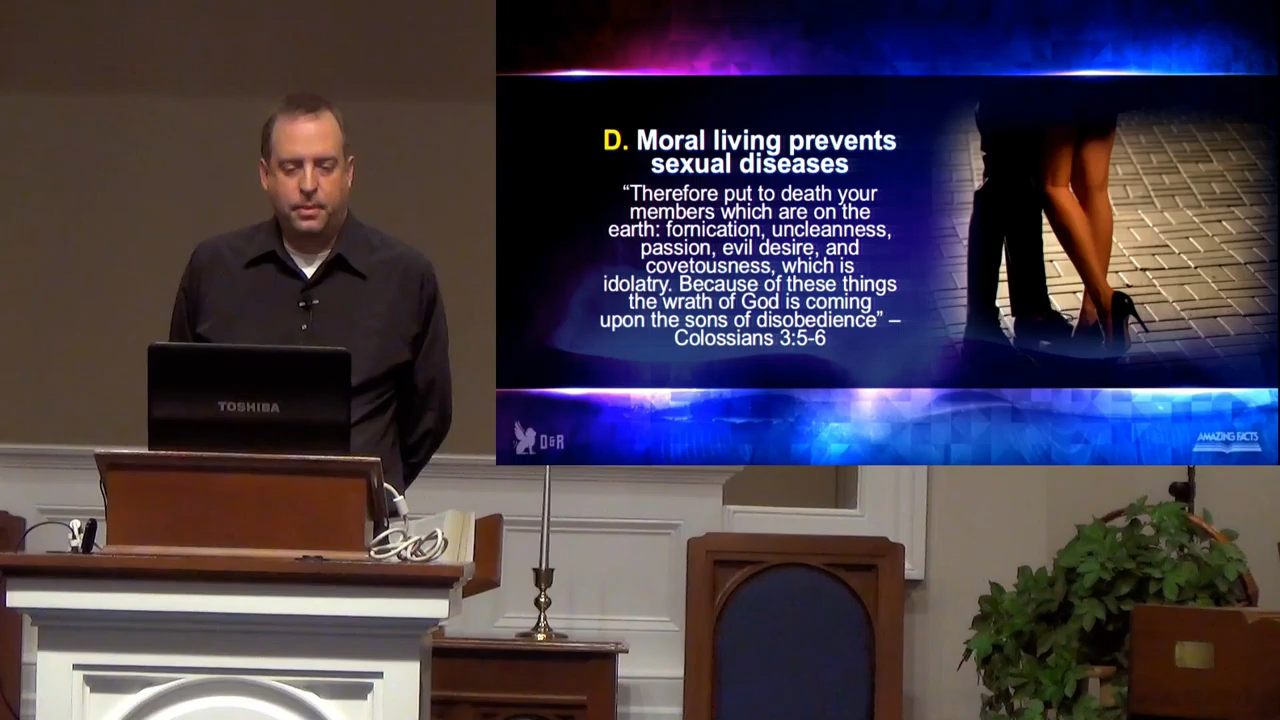 D. Moral living prevents
sexual diseases
“Therefore put to death your
members which are on the
earth: fornication, uncleanness,
passion, evil desire, and
covetousness, which is
idolatry. Because of these things
the wrath of God is coming
upon the sons of disobedience” –
Colossians 3:5-6
D&R
AMAZING FACTS
TOSHIBA